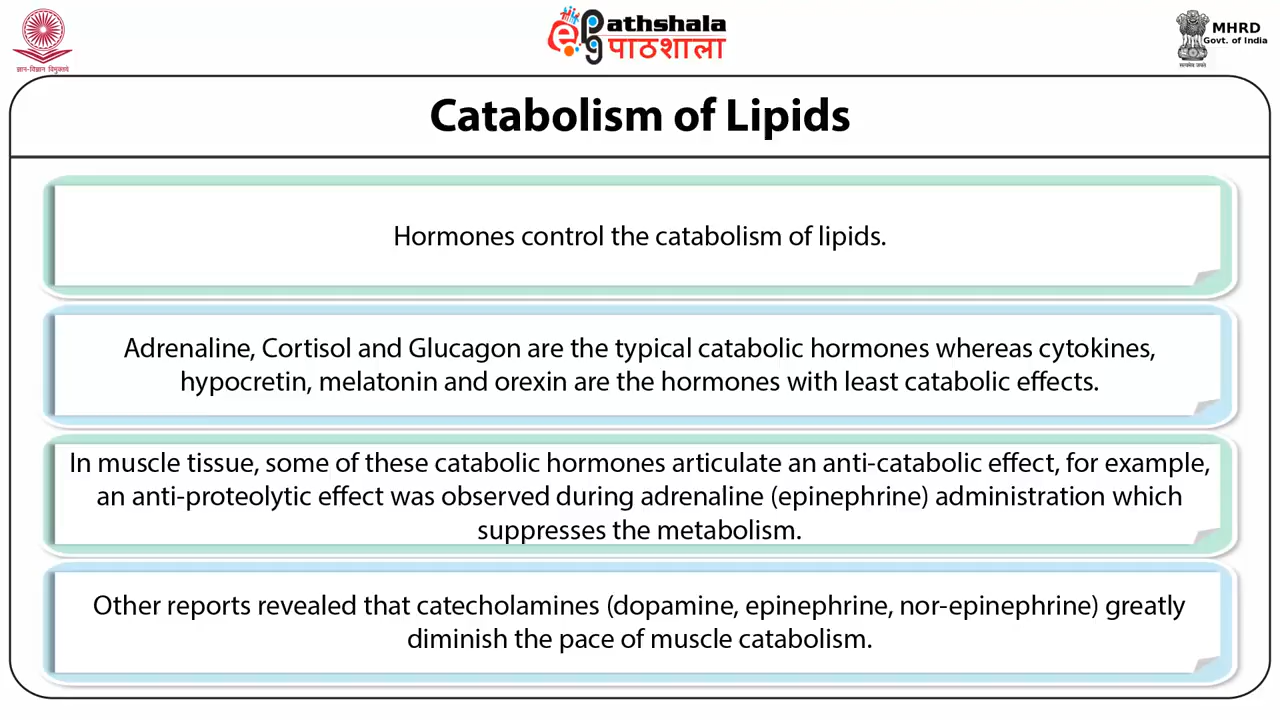 ज्ञान-विज्ञान विमुक्तये
ePathshala
पाठशाला
MHRD
Govt. of India
सत्यमेव जयते
Catabolism of Lipids
Hormones control the catabolism of lipids.
Adrenaline, Cortisol and Glucagon are the typical catabolic hormones whereas cytokines,
hypocretin, melatonin and orexin are the hormones with least catabolic effects.
In muscle tissue, some of these catabolic hormones articulate an anti-catabolic effect, for example,
an anti-proteolytic effect was observed during adrenaline (epinephrine) administration which
suppresses the metabolism.
Other reports revealed that catecholamines (dopamine, epinephrine, nor-epinephrine) greatly
diminish the pace of muscle catabolism.